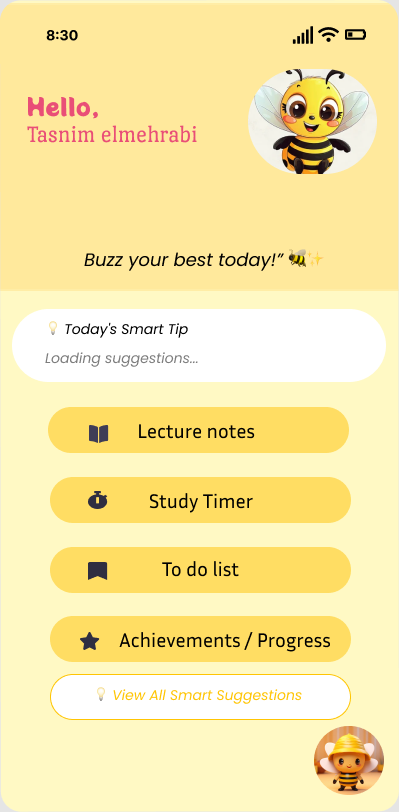 8:30
Hello,
Tasnim elmehrabi
Buzz your best today!” 🐝✨
💡 Today's Smart Tip
Loading suggestions...
Lecture notes
Study Timer
To do list
Achievements / Progress
💡 View All Smart Suggestions